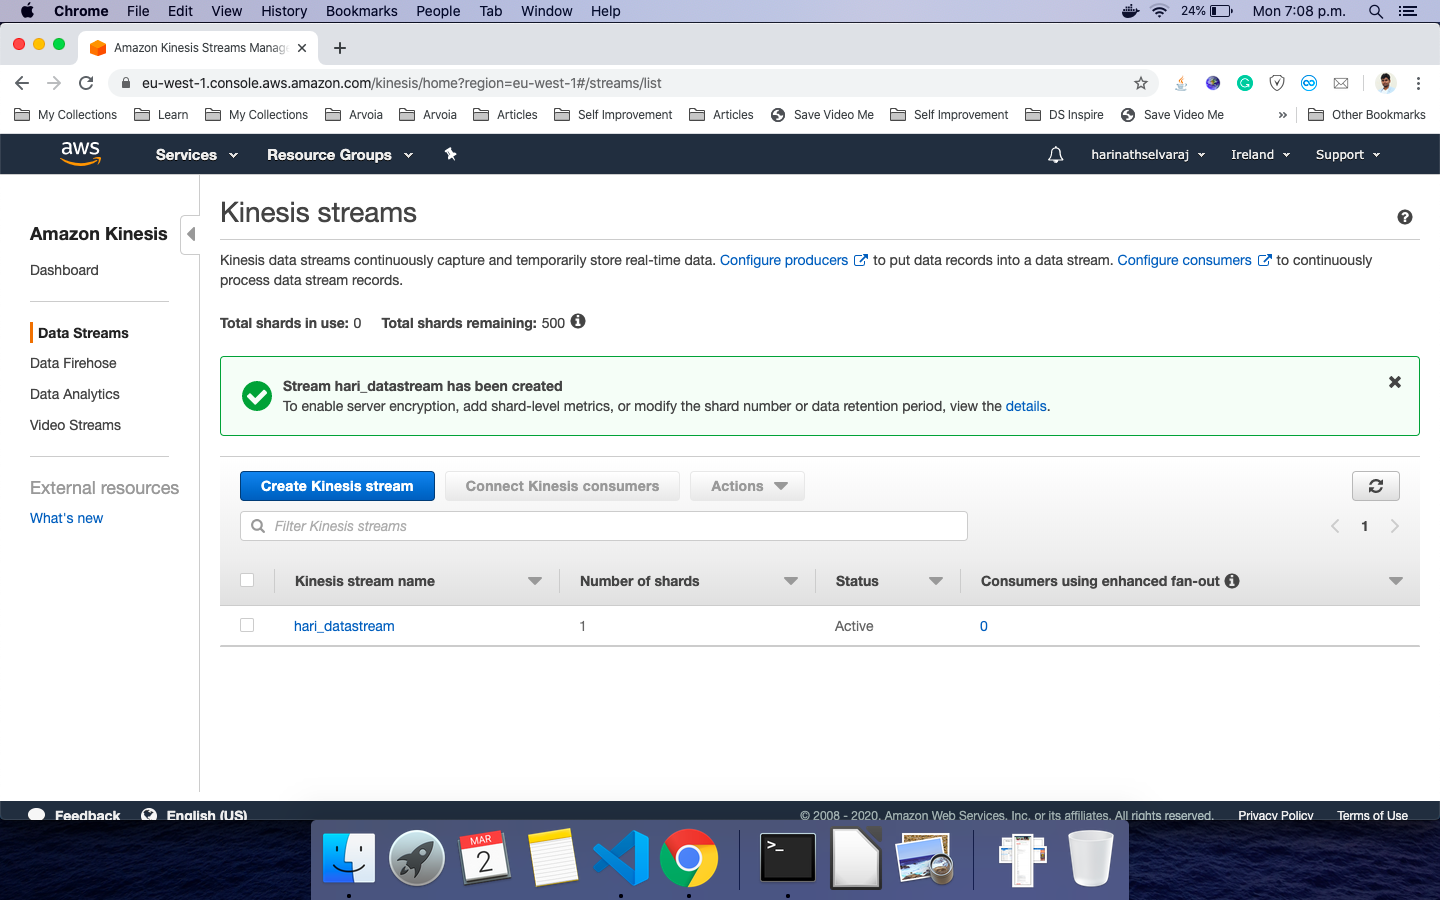 Chrome File Edit View History Bookmarks People Tab Window Help 24% Mon 7:08 p.m.
Amazon Kinesis Streams Manag
eu-west-1.console.aws.amazon.com/kinesis/home?region=eu-west-1#/streams/list
My Collections Learn My Collections Arvoia Arvoia Articles Self Improvement Articles Save Video Me Self Improvement DS Inspire Save Video Me » Other Bookmarks
aws Services Resource Groups harinathselvaraj Ireland Support
Amazon Kinesis
Dashboard
Data Streams
Data Firehose
Data Analytics
Video Streams
External resources
What's new
Kinesis streams
Kinesis data streams continuously capture and temporarily store real-time data. Configure producers to put data records into a data stream. Configure consumers to continuously
process data stream records.
Total shards in use: 0 Total shards remaining: 500
Stream hari_datastream has been created
To enable server encryption, add shard-level metrics, or modify the shard number or data retention period, view the details.
Create Kinesis stream Connect Kinesis consumers Actions
Filter Kinesis streams
1
Kinesis stream name Number of shards Status Consumers using enhanced fan-out
hari_datastream 1 Active 0
Feedback English (US) © 2008 - 2020, Amazon Web Services, Inc. or its affiliates. All rights reserved. Privacy Policy Terms of Use
MAR
2
>_